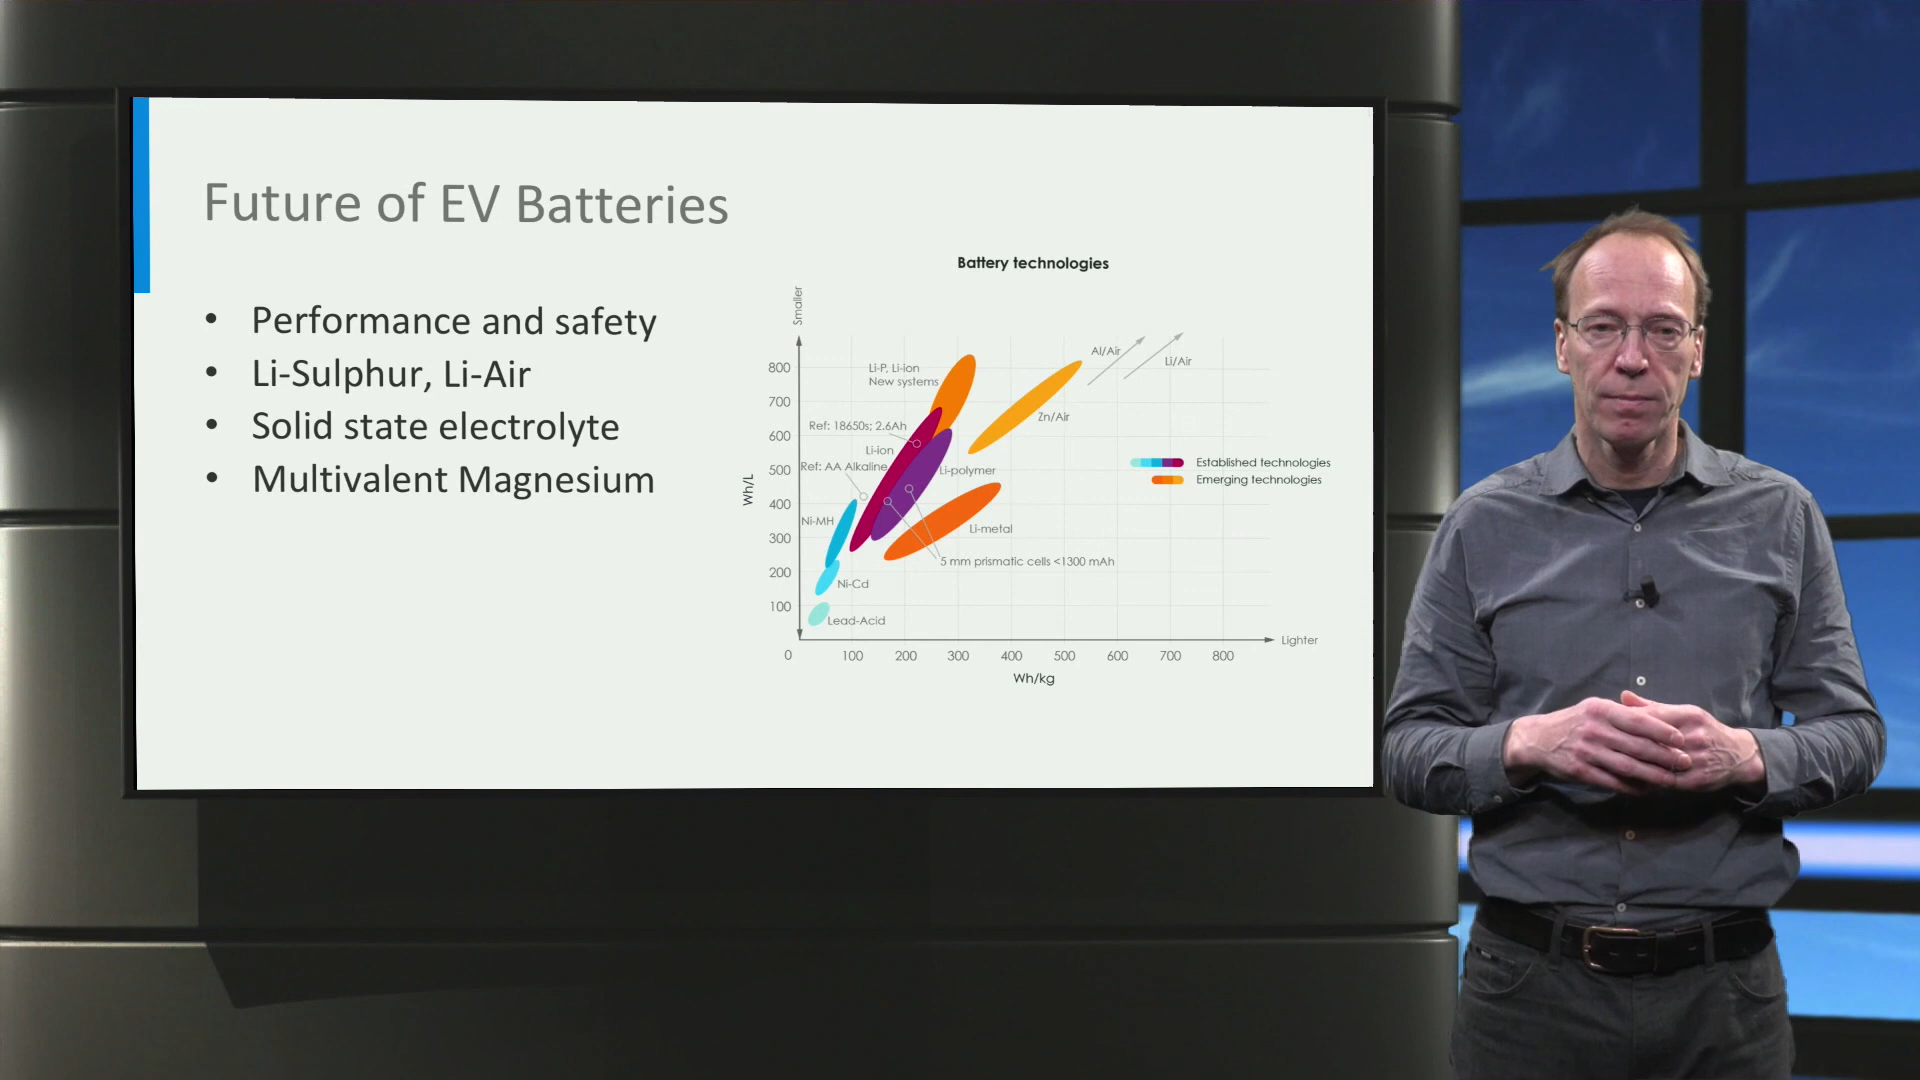 Future of EV Batteries
• Performance and safety
• Li-Sulphur, Li-Air
• Solid state electrolyte
• Multivalent Magnesium
Battery technologies
Smaller
Wh/L
800
700
600
500
400
300
200
100
0
100
200
300
400
500
600
700
800
Wh/kg
Lighter
Li-P, Li-ion
New systems
Al/Air
Li/Air
Zn/Air
Ref: 18650s; 2.6Ah
Li-ion
Ref: AA Alkaline
Li-polymer
Ni-MH
Li-metal
5 mm prismatic cells <1300 mAh
Ni-Cd
Lead-Acid
Established technologies
Emerging technologies